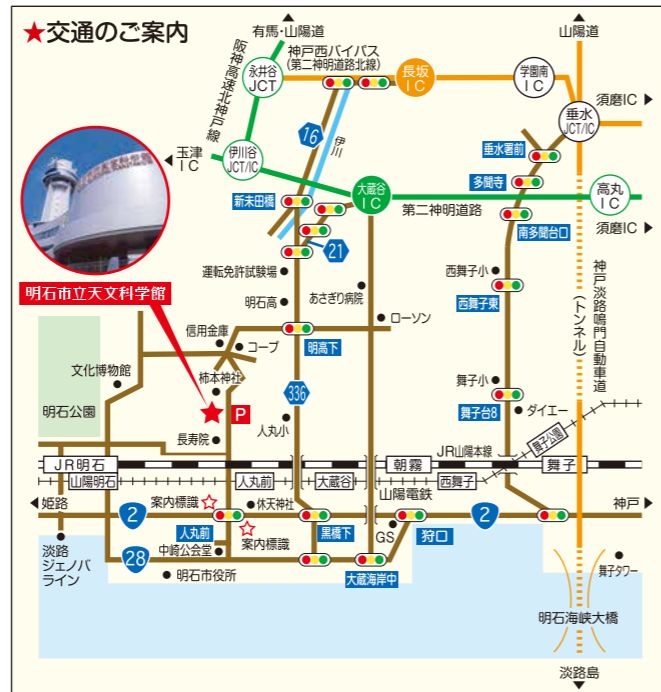 ★交通のご案内
有馬・山陽道
山陽道
阪神高速北神戸線
神戸西バイパス
(第二神明道路北線)
永井谷
JCT
長坂
IC
学園南
IC
須磨IC
垂水
JCT/IC
16
伊川
玉津
IC
伊川谷
JCT/IC
垂水署前
大蔵谷
IC
多聞寺
高丸
IC
新未田橋
第二神明道路
南多聞台口
須磨IC
21
運転免許試験場
西舞子小
明石市立天文科学館
あさぎり病院
西舞子東
明石高
神戸淡路鳴門自動車道
(トンネル)
ローソン
信用金庫
コープ
明高下
文化博物館
柿本神社
舞子小
336
明石公園
P
舞子台8
ダイエー
人丸小
長寿院
JR山陽本線
舞子公園
JR明石
朝霧
舞子
山陽明石
人丸前
大蔵谷
西舞子
山陽電鉄
姫路
案内標識
休天神社
神戸
2
2
人丸前
案内標識
黒橋下
GS
狩口
淡路
ジェノバ
ライン
28
中崎公会堂
明石市役所
大蔵海岸中
舞子タワー
明石海峡大橋
淡路島